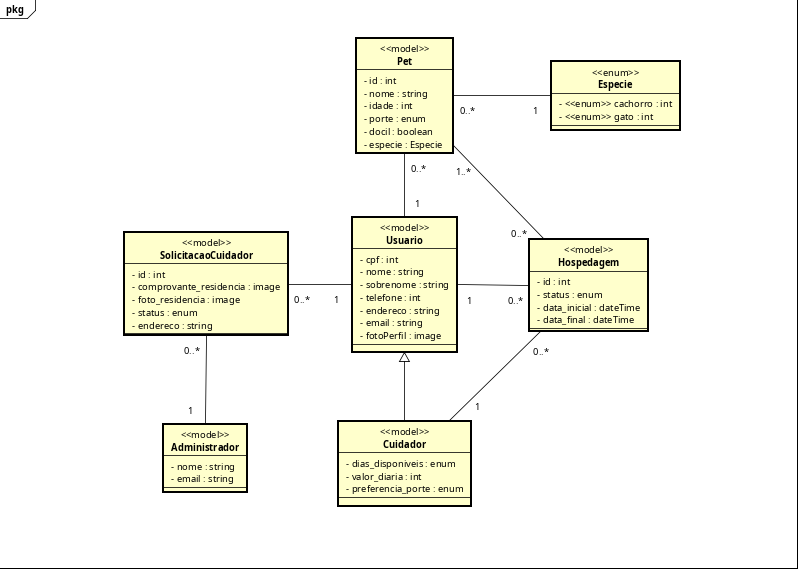 pkg
<<model>>
Pet
- id : int
- nome : string
- idade : int
- porte : enum
- docil : boolean
- especie : Especie
<<enum>>
Especie
- <<enum>> cachorro : int
- <<enum>> gato : int
0..*
1
0..*
1
1..*
0..*
<<model>>
SolicitacaoCuidador
- id : int
- comprovante_residencia : image
- foto_residencia : image
- status : enum
- endereco : string
<<model>>
Usuario
- cpf : int
- nome : string
- sobrenome : string
- telefone : int
- endereco : string
- email : string
- fotoPerfil : image
<<model>>
Hospedagem
- id : int
- status : enum
- data_inicial : dateTime
- data_final : dateTime
0..*
1
1
0..*
0..*
1
0..*
1
<<model>>
Administrador
- nome : string
- email : string
<<model>>
Cuidador
- dias_disponiveis : enum
- valor_diaria : int
- preferencia_porte : enum